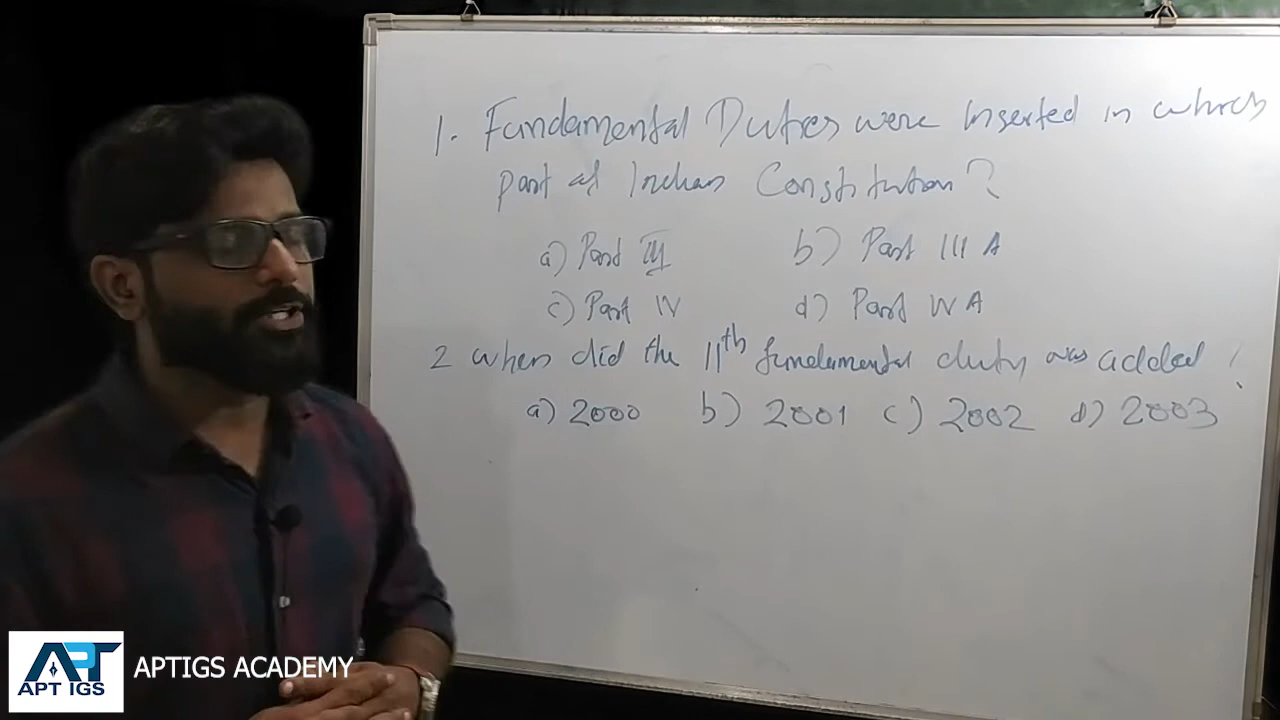 1. Fundamental Duties were Inserted in which
part of Indian Constitution?
a) Part III b) Part III A
c) Part IV d) Part IV A
2 when did the 11th fundamental duty was added ?
a) 2000 b) 2001 c) 2002 d) 2003
APT IGS
APTIGS ACADEMY